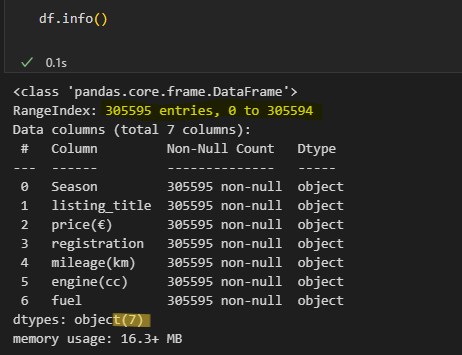 df.info()
0.1s
<class 'pandas.core.frame.DataFrame'>
RangeIndex: 305595 entries, 0 to 305594
Data columns (total 7 columns):
 #   Column         Non-Null Count   Dtype
---  ------         --------------   -----
 0   Season         305595 non-null  object
 1   listing_title  305595 non-null  object
 2   price(€)       305595 non-null  object
 3   registration   305595 non-null  object
 4   mileage(km)    305595 non-null  object
 5   engine(cc)     305595 non-null  object
 6   fuel           305595 non-null  object
dtypes: object(7)
memory usage: 16.3+ MB